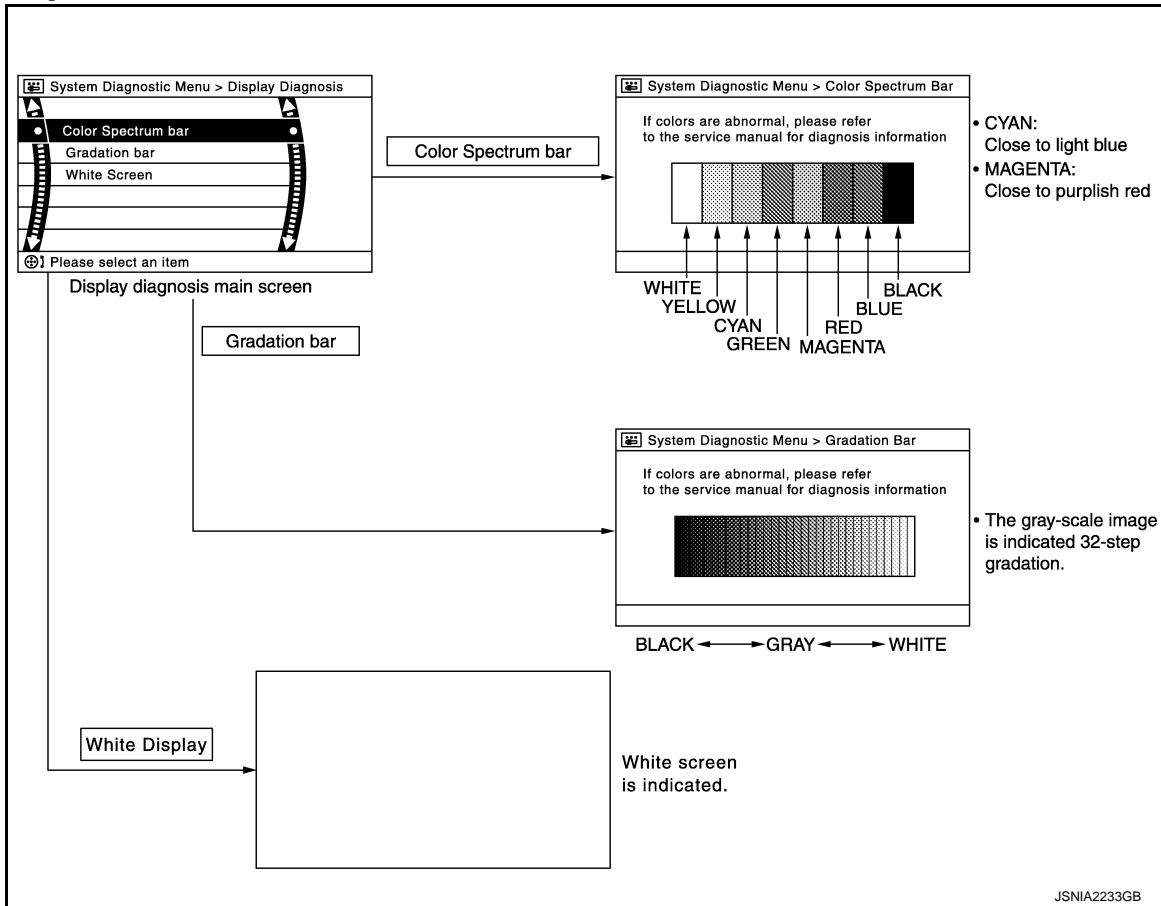 System Diagnostic Menu > Display Diagnosis
Color Spectrum bar
Gradation bar
White Screen
Please select an item
Display diagnosis main screen
Color Spectrum bar
System Diagnostic Menu > Color Spectrum Bar
If colors are abnormal, please refer
to the service manual for diagnosis information
WHITE
YELLOW
CYAN
GREEN
MAGENTA
RED
BLUE
BLACK
• CYAN:
Close to light blue
• MAGENTA:
Close to purplish red
Gradation bar
System Diagnostic Menu > Gradation Bar
If colors are abnormal, please refer
to the service manual for diagnosis information
BLACK GRAY WHITE
• The gray-scale image
is indicated 32-step
gradation.
White Display
White screen
is indicated.
JSNIA2233GB